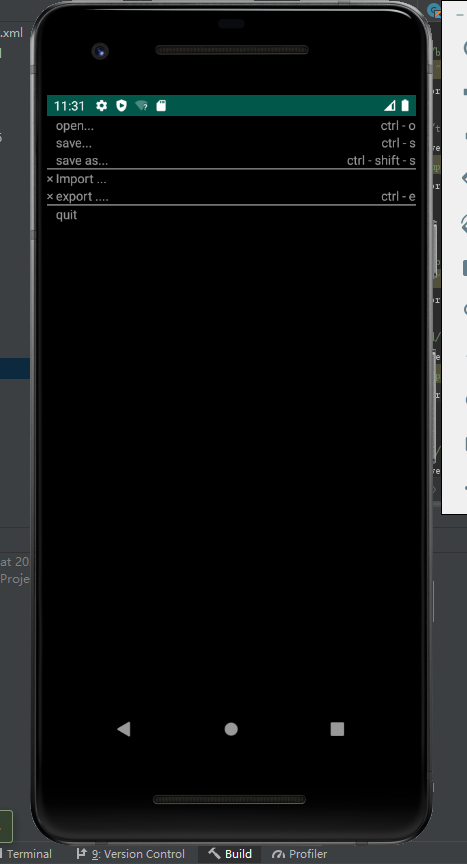 .xml
11:31
open... ctrl - o
save... ctrl - s
save as... ctrl - shift - s
× Import ...
× export .... ctrl - e
quit
at 20
Proje
Terminal 9: Version Control Build Profiler